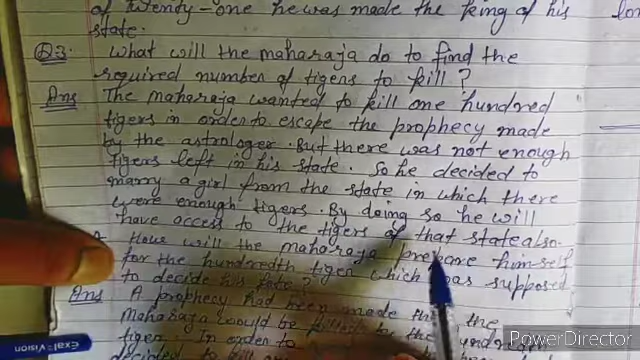 of twenty-one he was made the king of his
state.
Q.3. What will the maharaja do to find the
required number of tigers to kill?
Ans The maharaja wanted to kill one hundred
tigers in order to escape the prophecy made
by the astrologer. But there was not enough
Tigers left in his state. So he decided to
marry a girl from the state in which there
were enough tigers. By doing so he will
have access to the tigers of that state also.
How will the maharaja prepare himself
for the hundredth tiger which was supposed
to decide his fate?
Ans A prophecy had been made that the
Maharaja would be killed by the hundredth
tiger. In order to
decided to kill
Exam Version
PowerDirector